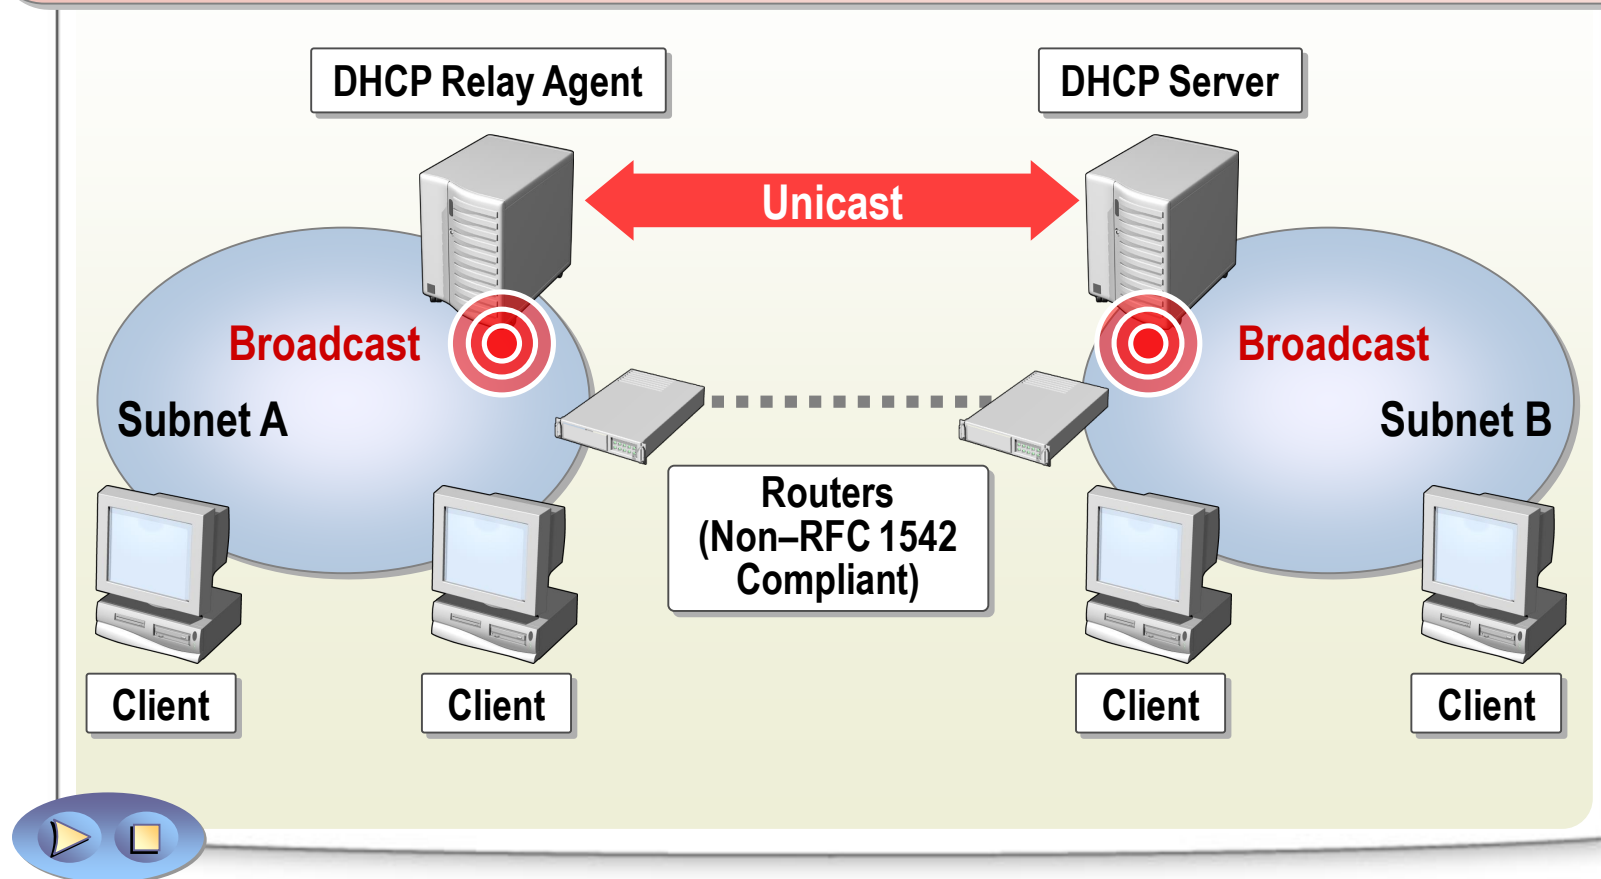 DHCP Relay Agent
DHCP Server
Unicast
Broadcast
Broadcast
Subnet A
Subnet B
Routers
(Non–RFC 1542
Compliant)
Client
Client
Client
Client